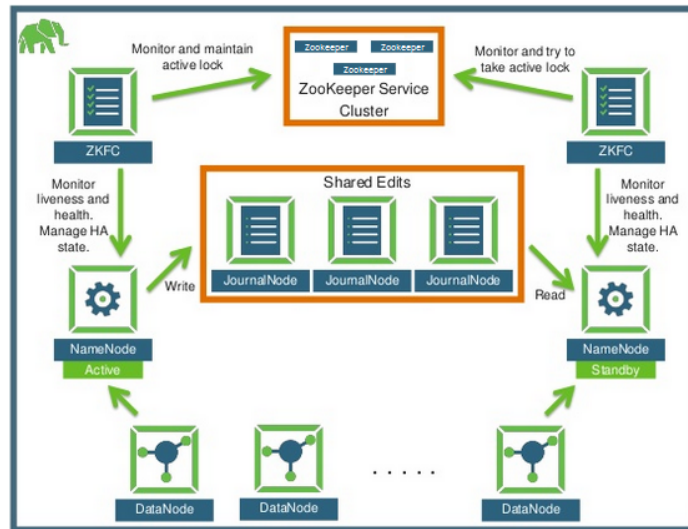 Monitor and maintain
active lock
Zookeeper
Zookeeper
Zookeeper
ZooKeeper Service
Cluster
Monitor and try to
take active lock
ZKFC
ZKFC
Monitor
liveness and
health.
Manage HA
state.
Shared Edits
JournalNode
JournalNode
JournalNode
Monitor
liveness and
health.
Manage HA
state.
Write
Read
NameNode
Active
NameNode
Standby
. . . . .
DataNode
DataNode
DataNode